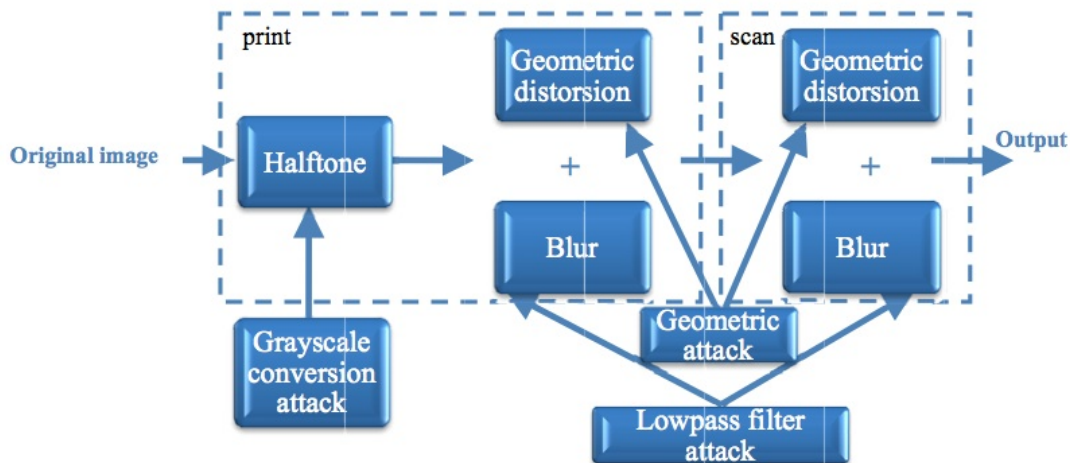 print
scan
Geometric
distorsion
Geometric
distorsion
Original image
Halftone
+
+
Output
Blur
Blur
Grayscale
conversion
attack
Geometric
attack
Lowpass filter
attack